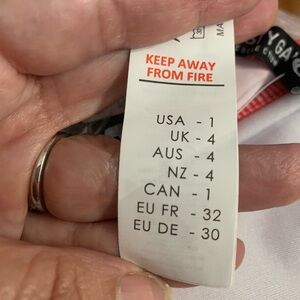 KEEP AWAY
FROM FIRE
USA - 1
UK - 4
AUS - 4
NZ - 4
CAN - 1
EU FR - 32
EU DE - 30
MA